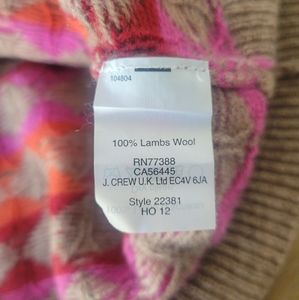 104804
100% Lambs Wool
RN77388
CA56445
J. CREW U.K. Ltd EC4V 6JA
Style 22381
HO 12